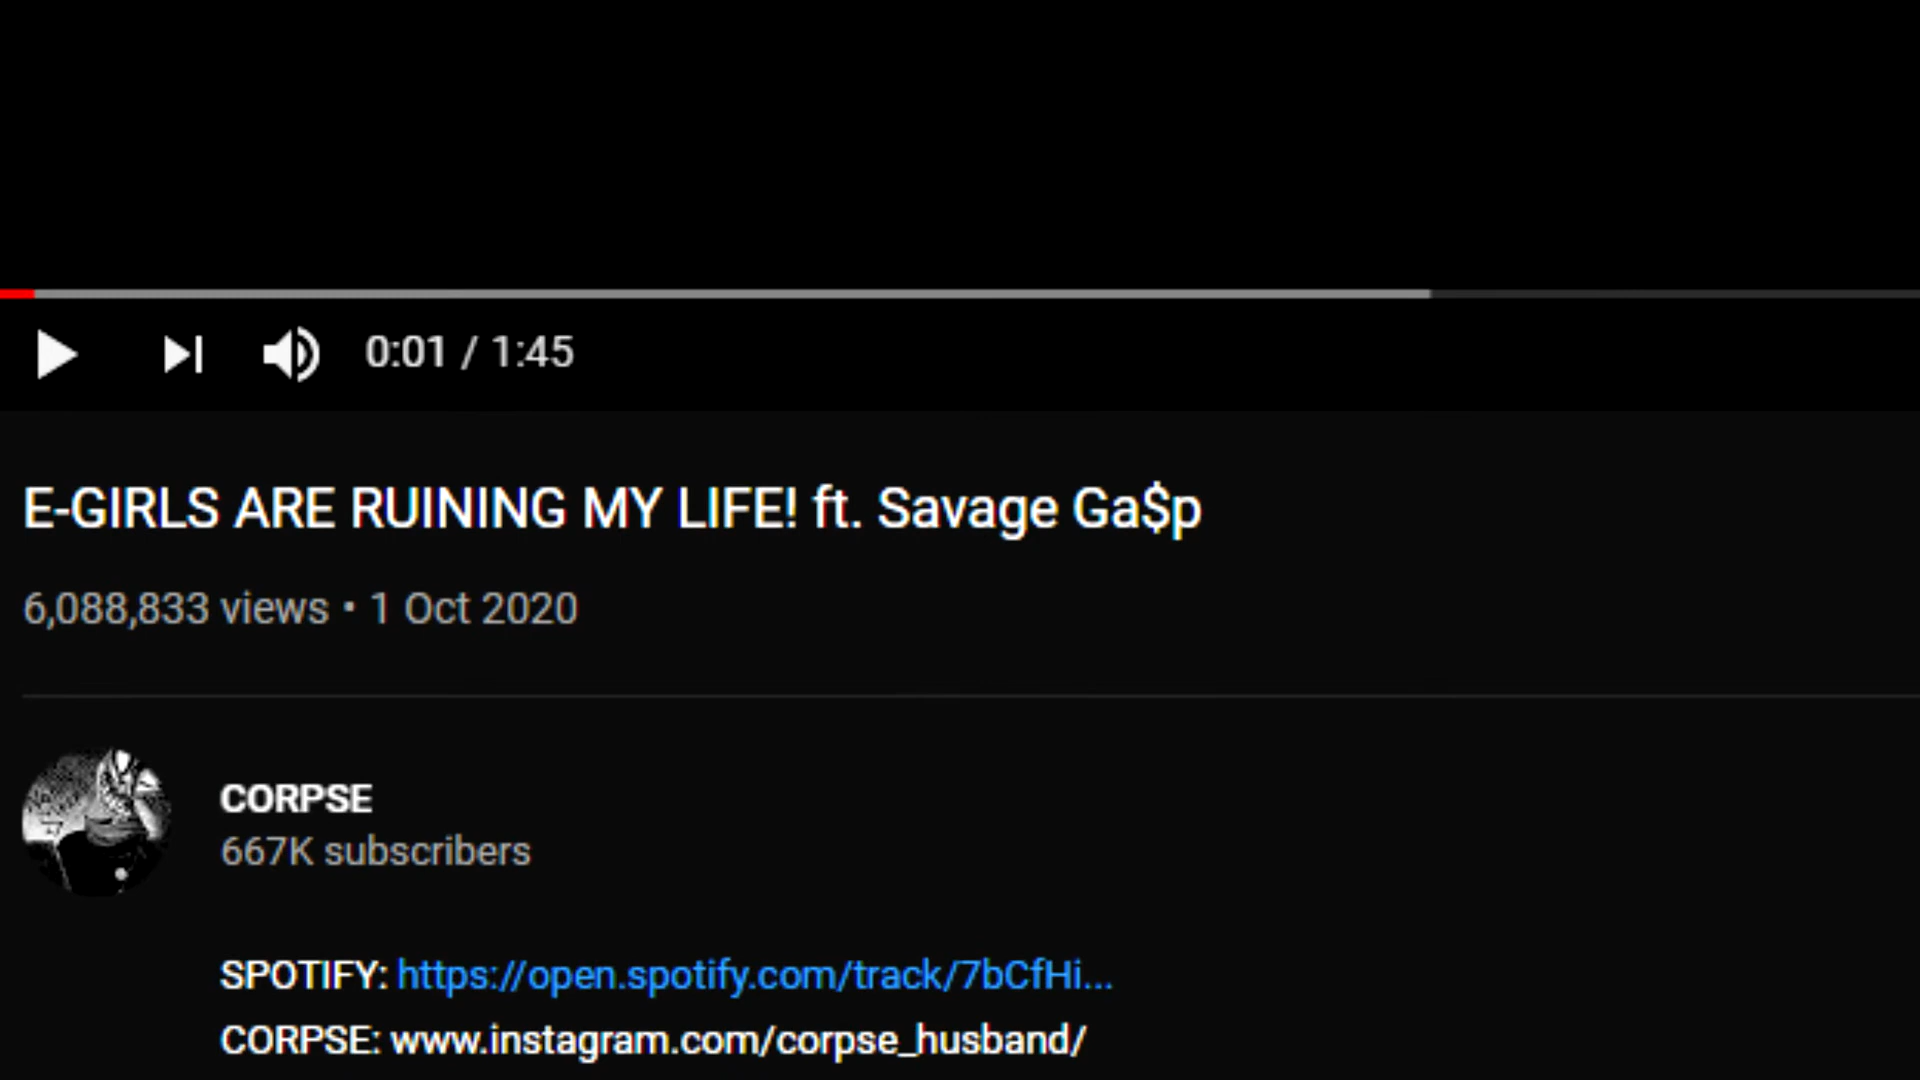 0:01 / 1:45
E-GIRLS ARE RUINING MY LIFE! ft. Savage Ga$p
6,088,833 views • 1 Oct 2020
CORPSE
667K subscribers
SPOTIFY: https://open.spotify.com/track/7bCfHi...
CORPSE: www.instagram.com/corpse_husband/